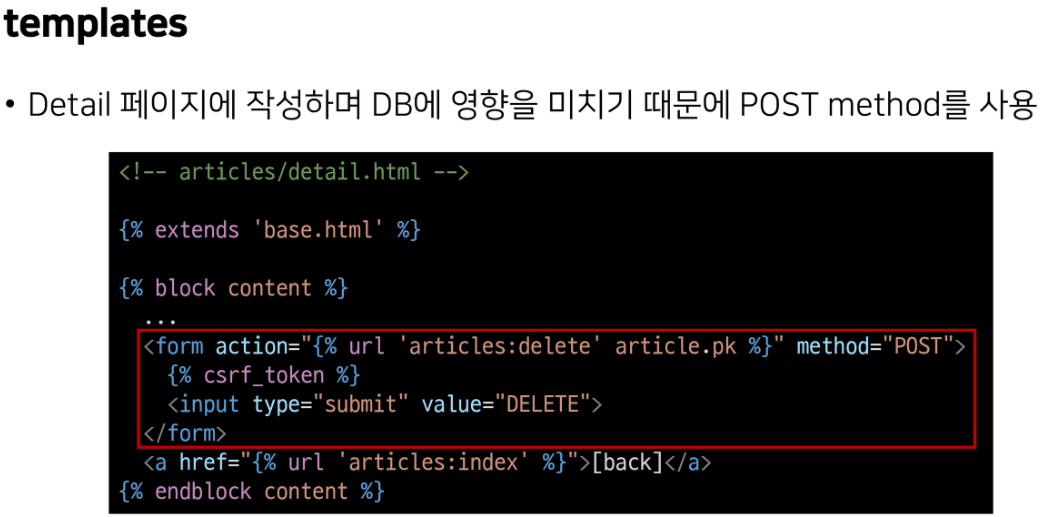 templates
• Detail 페이지에 작성하며 DB에 영향을 미치기 때문에 POST method를 사용
<!-- articles/detail.html -->
{% extends 'base.html' %}
{% block content %}
...
<form action="{% url 'articles:delete' article.pk %}" method="POST">
{% csrf_token %}
<input type="submit" value="DELETE">
</form>
<a href="{% url 'articles:index' %}">[back]</a>
{% endblock content %}